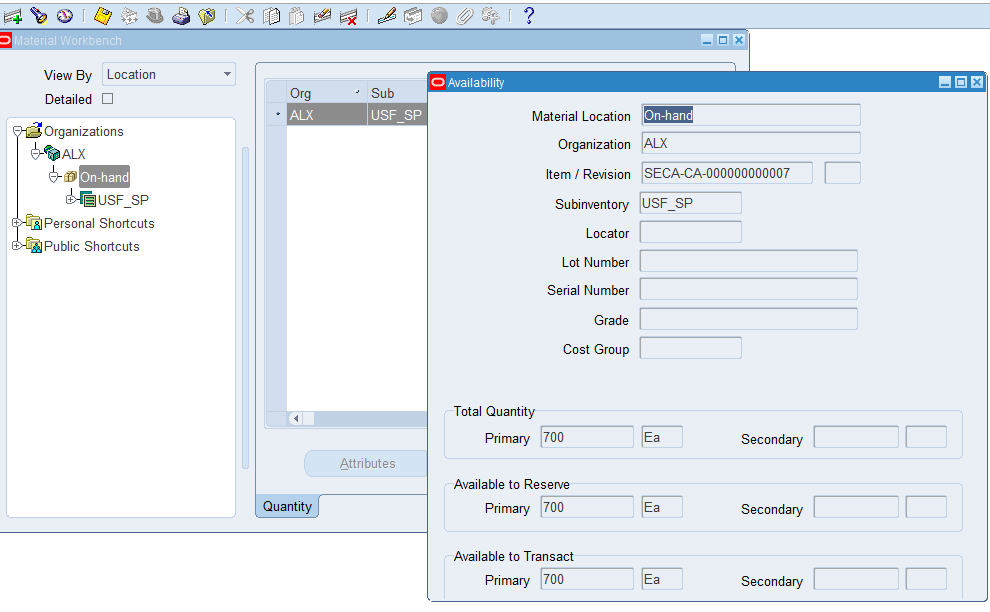 Material Workbench
View By Location
Detailed
Organizations
ALX
On-hand
USF_SP
Personal Shortcuts
Public Shortcuts
Org Sub
ALX USF_SP
Attributes
Quantity
Availability
Material Location On-hand
Organization ALX
Item / Revision SECA-CA-000000000007
Subinventory USF_SP
Locator
Lot Number
Serial Number
Grade
Cost Group
Total Quantity
Primary 700 Ea Secondary
Available to Reserve
Primary 700 Ea Secondary
Available to Transact
Primary 700 Ea Secondary